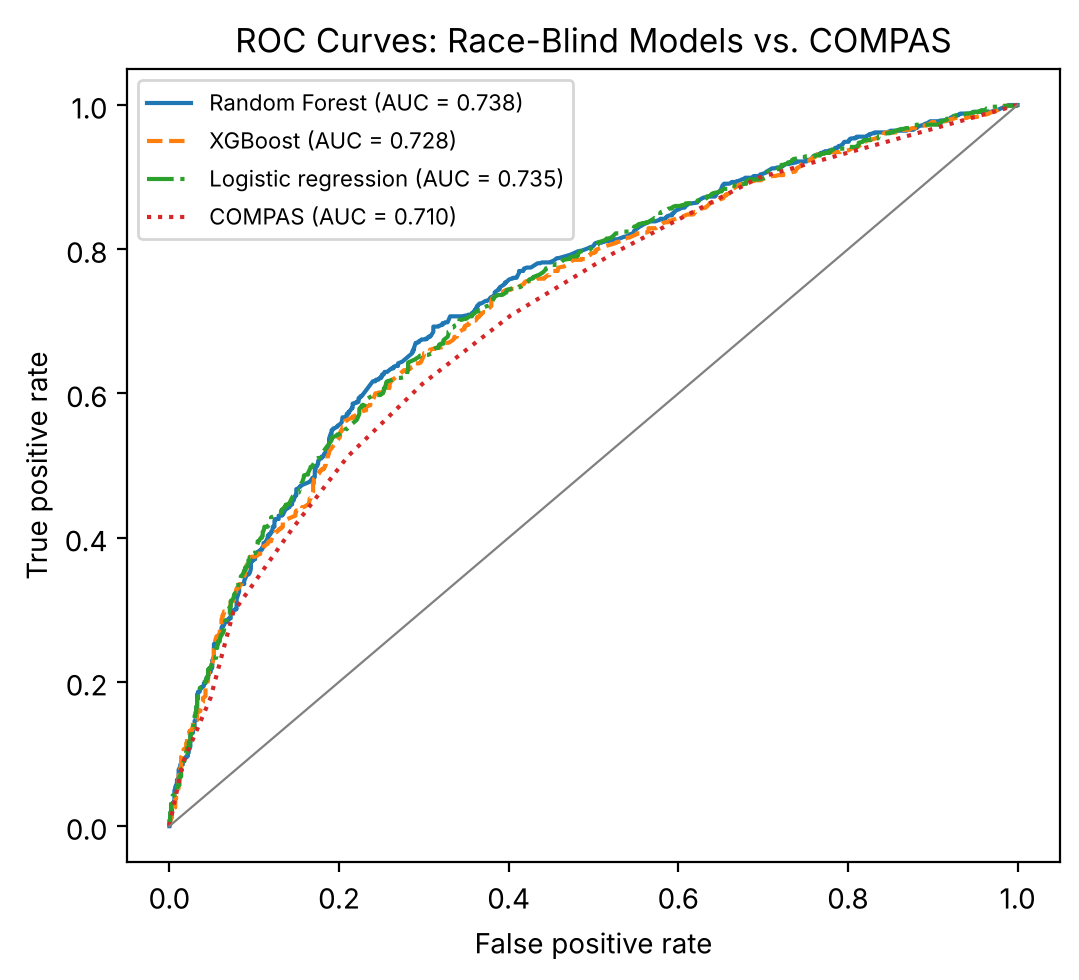 ROC Curves: Race-Blind Models vs. COMPAS
Random Forest (AUC = 0.738)
XGBoost (AUC = 0.728)
Logistic regression (AUC = 0.735)
COMPAS (AUC = 0.710)
True positive rate
1.0
0.8
0.6
0.4
0.2
0.0
0.0 0.2 0.4 0.6 0.8 1.0
False positive rate